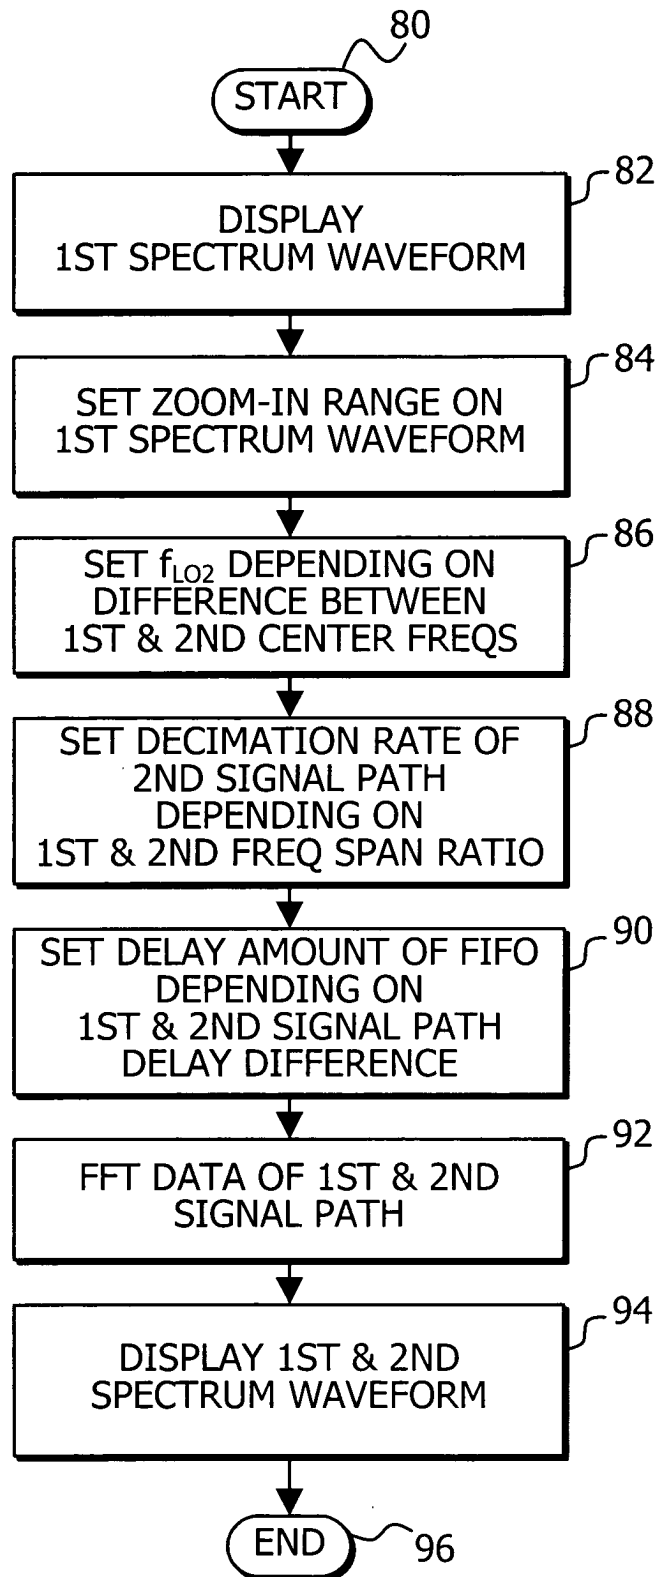 80
START
82
DISPLAY
1ST SPECTRUM WAVEFORM
84
SET ZOOM-IN RANGE ON
1ST SPECTRUM WAVEFORM
86
SET fLO2 DEPENDING ON
DIFFERENCE BETWEEN
1ST & 2ND CENTER FREQS
88
SET DECIMATION RATE OF
2ND SIGNAL PATH
DEPENDING ON
1ST & 2ND FREQ SPAN RATIO
90
SET DELAY AMOUNT OF FIFO
DEPENDING ON
1ST & 2ND SIGNAL PATH
DELAY DIFFERENCE
92
FFT DATA OF 1ST & 2ND
SIGNAL PATH
94
DISPLAY 1ST & 2ND
SPECTRUM WAVEFORM
END
96